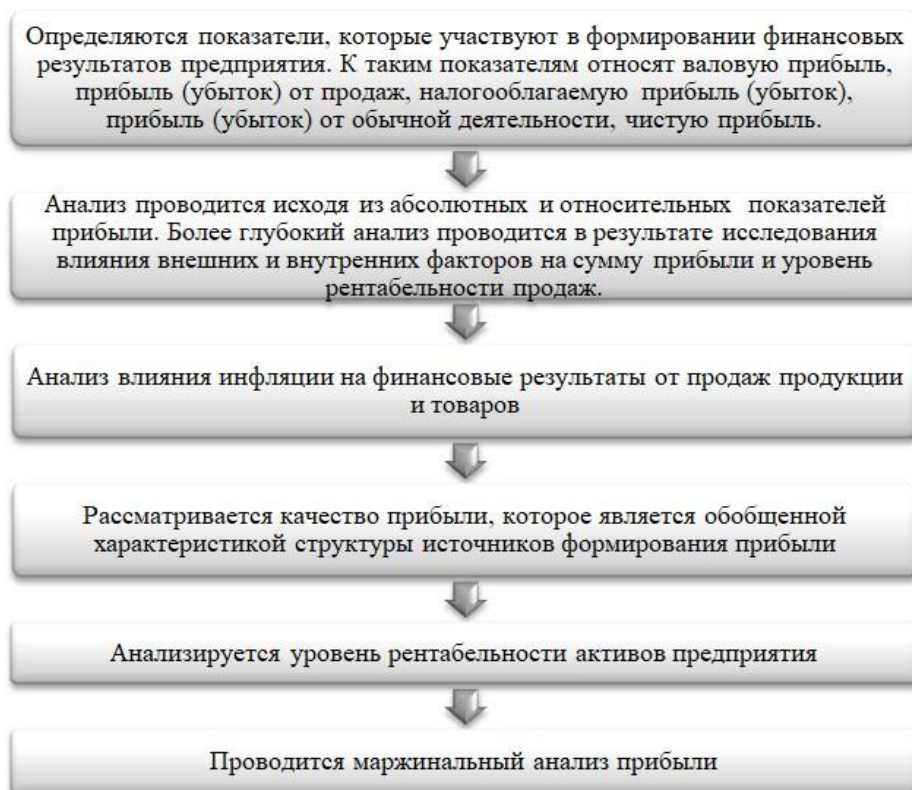 Определяются показатели, которые участвуют в формировании финансовых
результатов предприятия. К таким показателям относят валовую прибыль,
прибыль (убыток) от продаж, налогооблагаемую прибыль (убыток),
прибыль (убыток) от обычной деятельности, чистую прибыль.
Анализ проводится исходя из абсолютных и относительных показателей
прибыли. Более глубокий анализ проводится в результате исследования
влияния внешних и внутренних факторов на сумму прибыли и уровень
рентабельности продаж.
Анализ влияния инфляции на финансовые результаты от продаж продукции
и товаров
Рассматривается качество прибыли, которое является обобщенной
характеристикой структуры источников формирования прибыли
Анализируется уровень рентабельности активов предприятия
Проводится маржинальный анализ прибыли